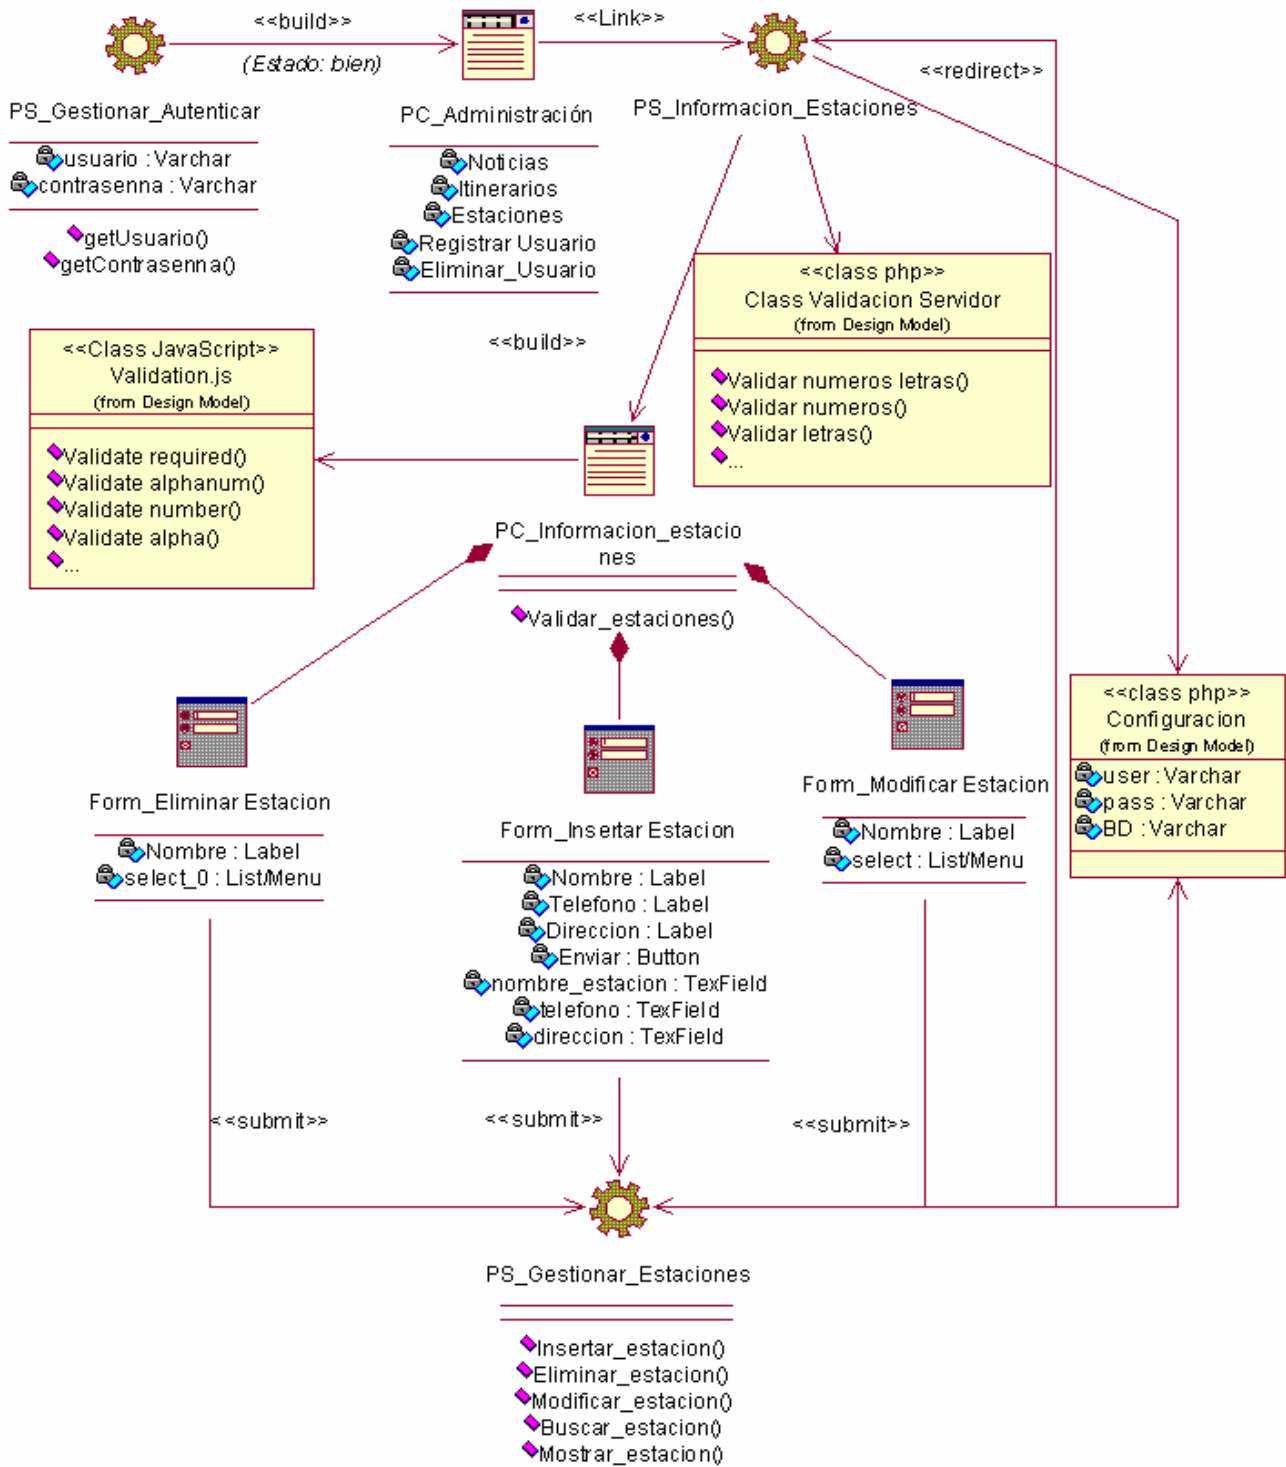 <<build>>
(Estado: bien)
<<Link>>
<<redirect>>
PS_Gestionar_Autenticar
usuario : Varchar
contrasenna : Varchar
getUsuario()
getContrasenna()
PC_Administración
Noticias
Itinerarios
Estaciones
Registrar Usuario
Eliminar_Usuario
PS_Informacion_Estaciones
<<class php>>
Class Validacion Servidor
(from Design Model)
Validar numeros letras()
Validar numeros()
Validar letras()
...
<<build>>
<<Class JavaScript>>
Validation.js
(from Design Model)
Validate required()
Validate alphanum()
Validate number()
Validate alpha()
...
PC_Informacion_estacio
nes
Validar_estaciones()
<<class php>>
Configuracion
(from Design Model)
user : Varchar
pass : Varchar
BD : Varchar
Form_Eliminar Estacion
Nombre : Label
select_0 : List/Menu
Form_Insertar Estacion
Nombre : Label
Telefono : Label
Direccion : Label
Enviar : Button
nombre_estacion : TexField
telefono : TexField
direccion : TexField
Form_Modificar Estacion
Nombre : Label
select : List/Menu
<<submit>>
<<submit>>
<<submit>>
PS_Gestionar_Estaciones
Insertar_estacion()
Eliminar_estacion()
Modificar_estacion()
Buscar_estacion()
Mostrar_estacion()